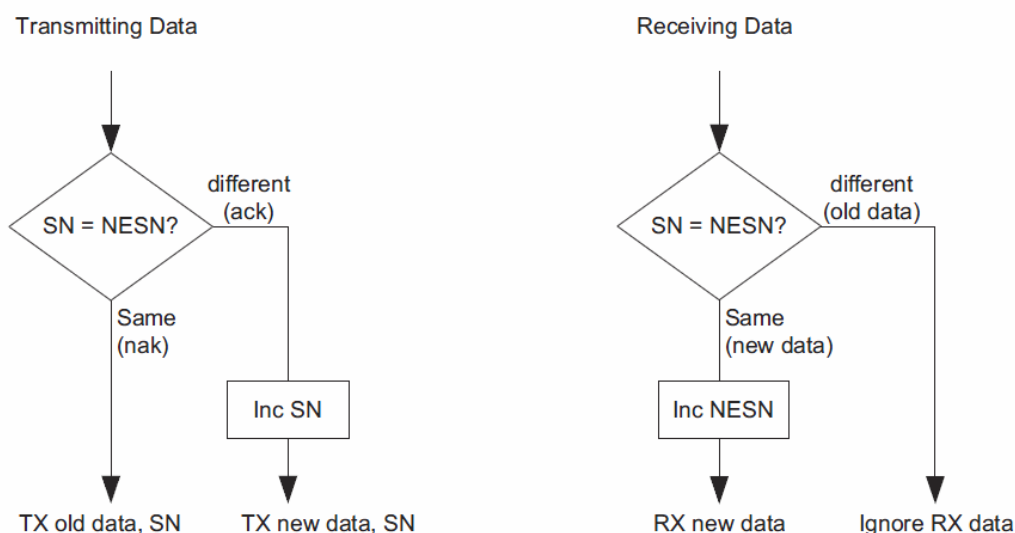 Transmitting Data
SN = NESN?
different
(ack)
Same
(nak)
Inc SN
TX old data, SN
TX new data, SN
Receiving Data
SN = NESN?
different
(old data)
Same
(new data)
Inc NESN
RX new data
Ignore RX data